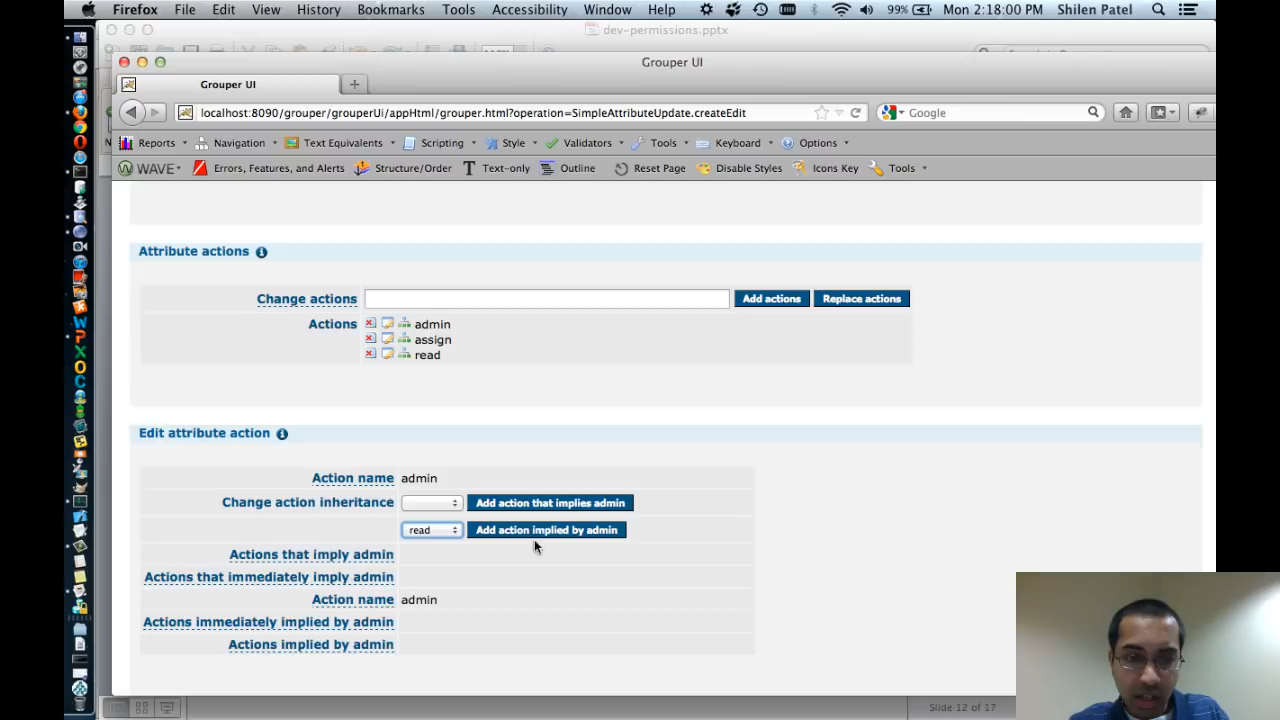 Firefox File Edit View History Bookmarks Tools Accessibility Window Help 99% Mon 2:18:00 PM Shilen Patel
dev-permissions.pptx
Grouper UI
Grouper UI
localhost:8090/grouper/grouperUi/appHtml/grouper.html?operation=SimpleAttributeUpdate.createEdit Google
Reports Navigation Text Equivalents Scripting Style Validators Tools Keyboard Options
WAVE Errors, Features, and Alerts Structure/Order Text-only Outline Reset Page Disable Styles Icons Key Tools
Attribute actions
Change actions Add actions Replace actions
Actions admin
assign
read
Edit attribute action
Action name admin
Change action inheritance Add action that implies admin
read Add action implied by admin
Actions that imply admin
Actions that immediately imply admin
Action name admin
Actions immediately implied by admin
Actions implied by admin
Slide 12 of 17